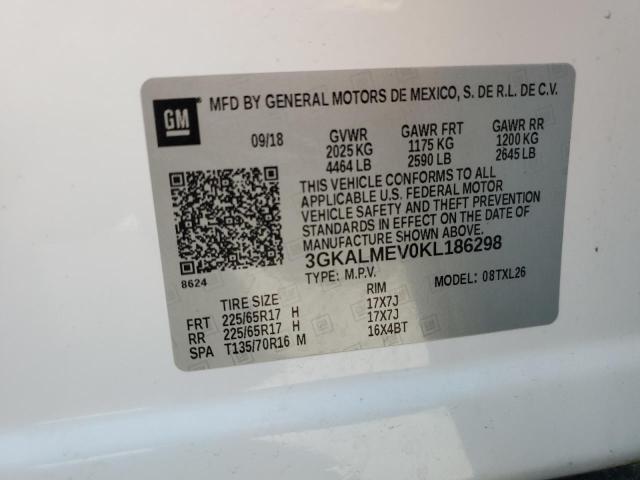 GM
MFD BY GENERAL MOTORS DE MEXICO, S. DE R.L. DE C.V.
09/18 GVWR GAWR FRT GAWR RR
2025 KG 1175 KG 1200 KG
4464 LB 2590 LB 2645 LB
THIS VEHICLE CONFORMS TO ALL
APPLICABLE U.S. FEDERAL MOTOR
VEHICLE SAFETY AND THEFT PREVENTION
STANDARDS IN EFFECT ON THE DATE OF
MANUFACTURE SHOWN ABOVE.
3GKALMEV0KL186298
8624 TYPE: M.P.V. MODEL: 08TXL26
TIRE SIZE RIM
FRT 225/65R17 H 17X7J
RR 225/65R17 H 17X7J
SPA T135/70R16 M 16X4BT